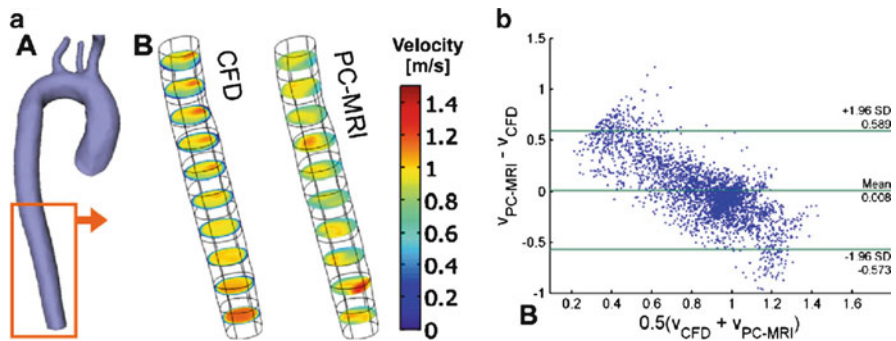 a
A
B
CFD
PC-MRI
Velocity
[m/s]
1.4
1.2
1
0.8
0.6
0.4
0.2
0
b
V_PC-MRI - V_CFD
1.5
1
0.5
0
-0.5
-1
+1.96 SD
0.589
Mean
0.008
-1.96 SD
-0.573
0.2 0.4 0.6 0.8 1 1.2 1.4 1.6
B
0.5(v_CFD + v_PC-MRI)